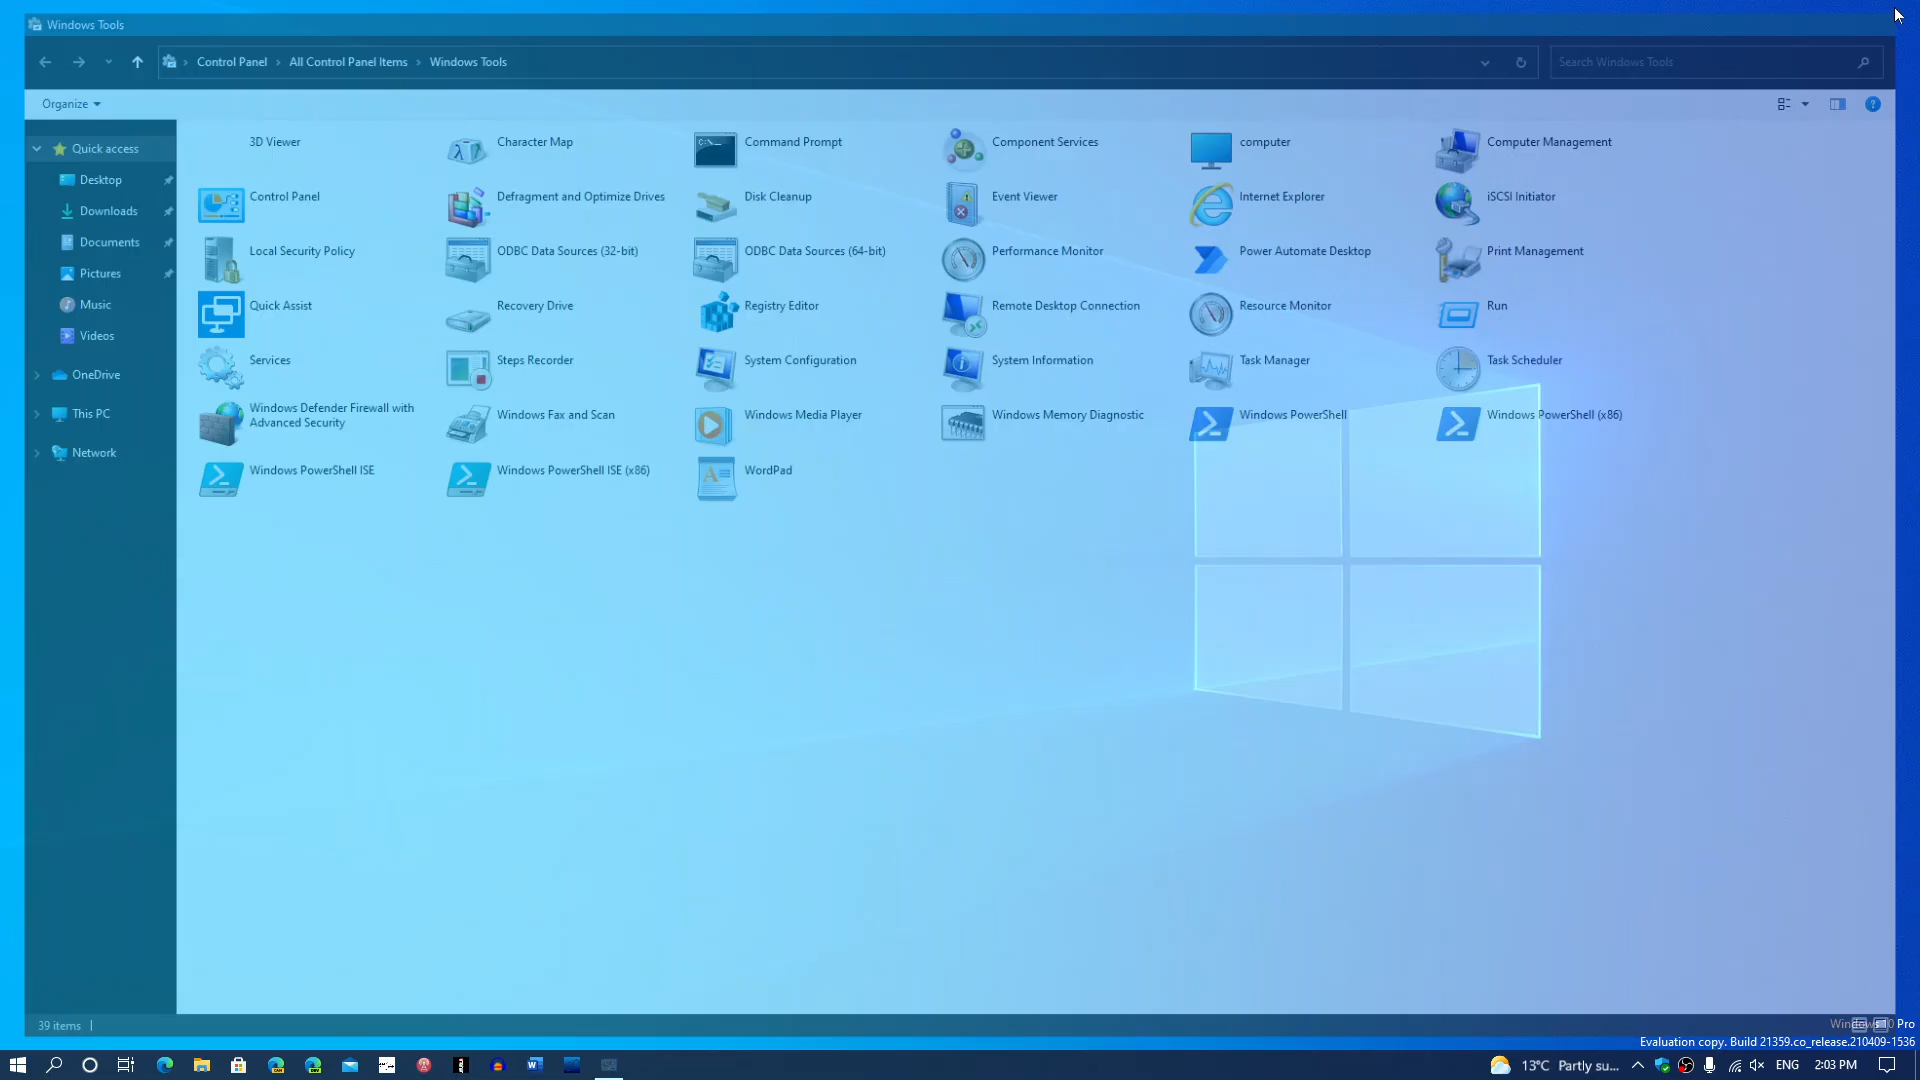 Windows Tools
Control Panel > All Control Panel Items > Windows Tools
Search Windows Tools
Organize
Quick access
Desktop
Downloads
Documents
Pictures
Music
Videos
OneDrive
This PC
Network
3D Viewer
Character Map
Command Prompt
Component Services
computer
Computer Management
Control Panel
Defragment and Optimize Drives
Disk Cleanup
Event Viewer
Internet Explorer
iSCSI Initiator
Local Security Policy
ODBC Data Sources (32-bit)
ODBC Data Sources (64-bit)
Performance Monitor
Power Automate Desktop
Print Management
Quick Assist
Recovery Drive
Registry Editor
Remote Desktop Connection
Resource Monitor
Run
Services
Steps Recorder
System Configuration
System Information
Task Manager
Task Scheduler
Windows Defender Firewall with
Advanced Security
Windows Fax and Scan
Windows Media Player
Windows Memory Diagnostic
Windows PowerShell
Windows PowerShell (x86)
Windows PowerShell ISE
Windows PowerShell ISE (x86)
WordPad
39 items
Windows 10 Pro
Evaluation copy. Build 21359.co_release.210409-1536
13°C Partly su...
ENG
2:03 PM